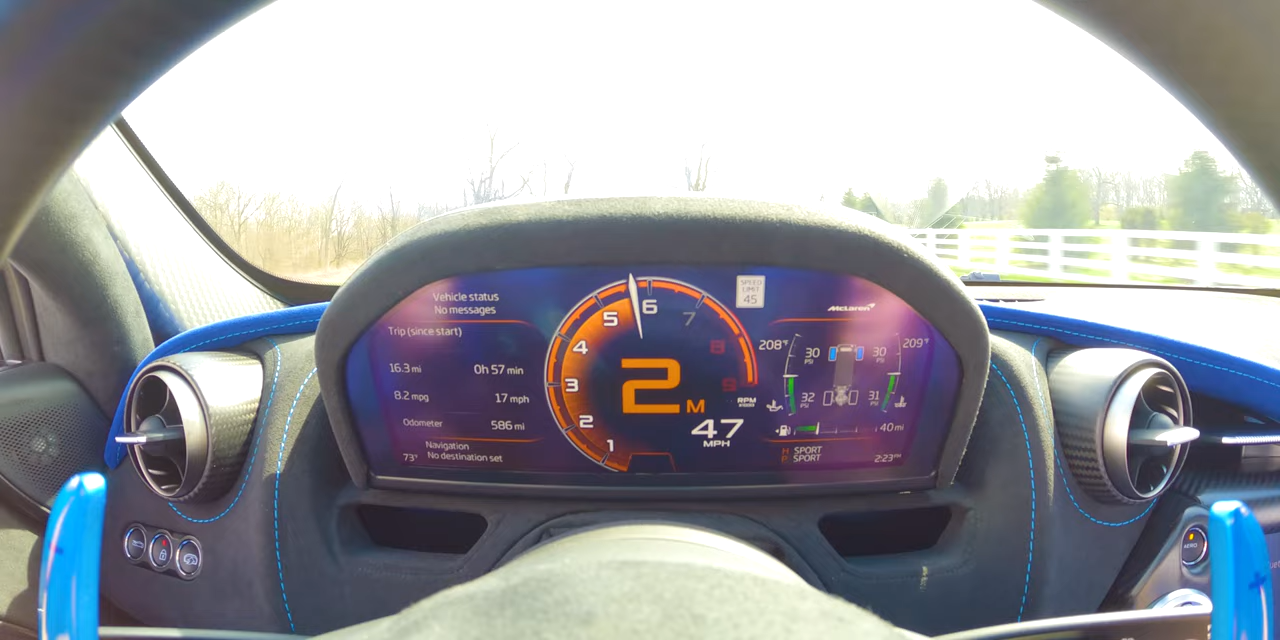 Vehicle status
No messages
Trip (since start)
16.3 mi 0h 57 min
8.2 mpg 17 mph
Odometer 586 mi
Navigation
73° No destination set
1
2
3
4
5
6
7
8
9
RPM
2 M
47
MPH
SPEED
LIMIT
45
McLaren
208°F 209°F
30 PSI 30 PSI
32 PSI 31 PSI
40 mi
H SPORT
P SPORT
2:23 PM
AERO